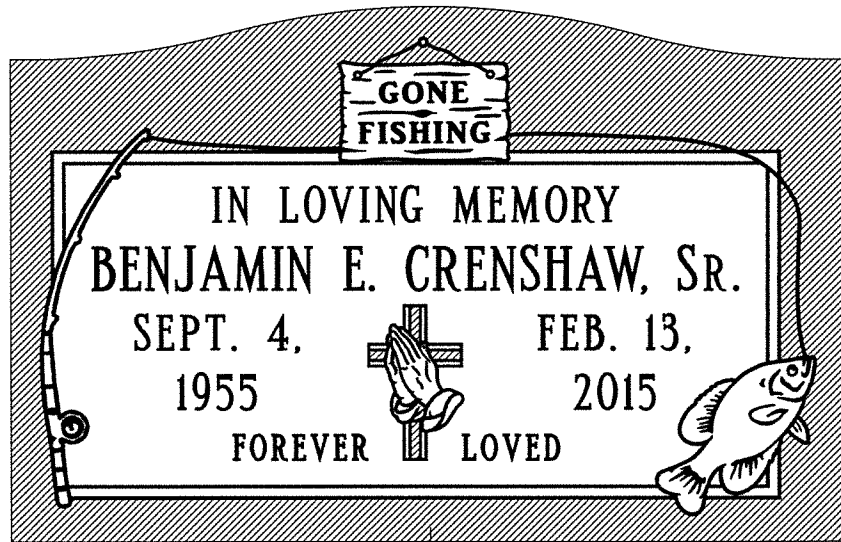 GONE
FISHING
IN LOVING MEMORY
BENJAMIN E. CRENSHAW, SR.
SEPT. 4, FEB. 13,
1955 2015
FOREVER LOVED